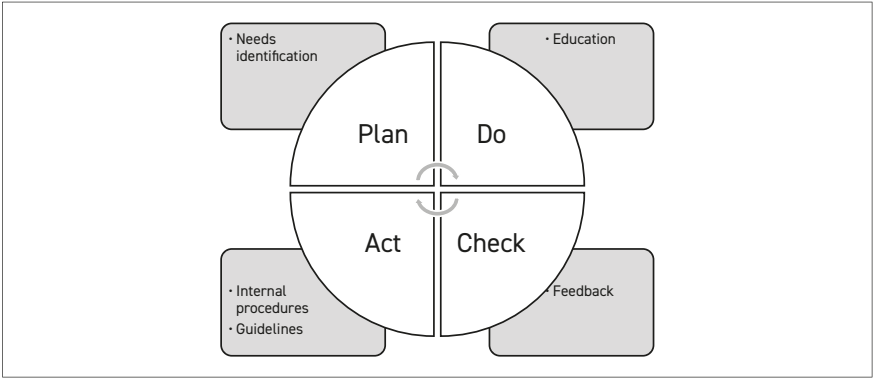 · Needs
identification
· Education
Plan
Do
Act
Check
· Internal
procedures
· Guidelines
· Feedback